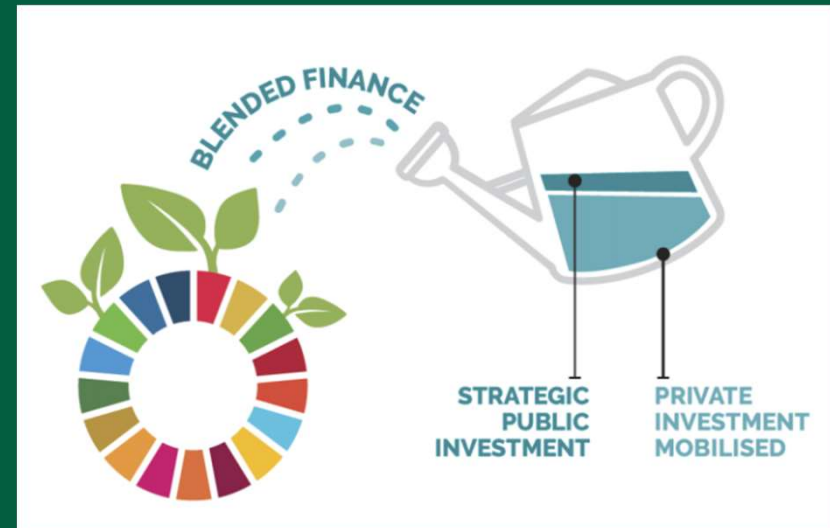 BLENDED FINANCE
STRATEGIC
PUBLIC
INVESTMENT
PRIVATE
INVESTMENT
MOBILISED